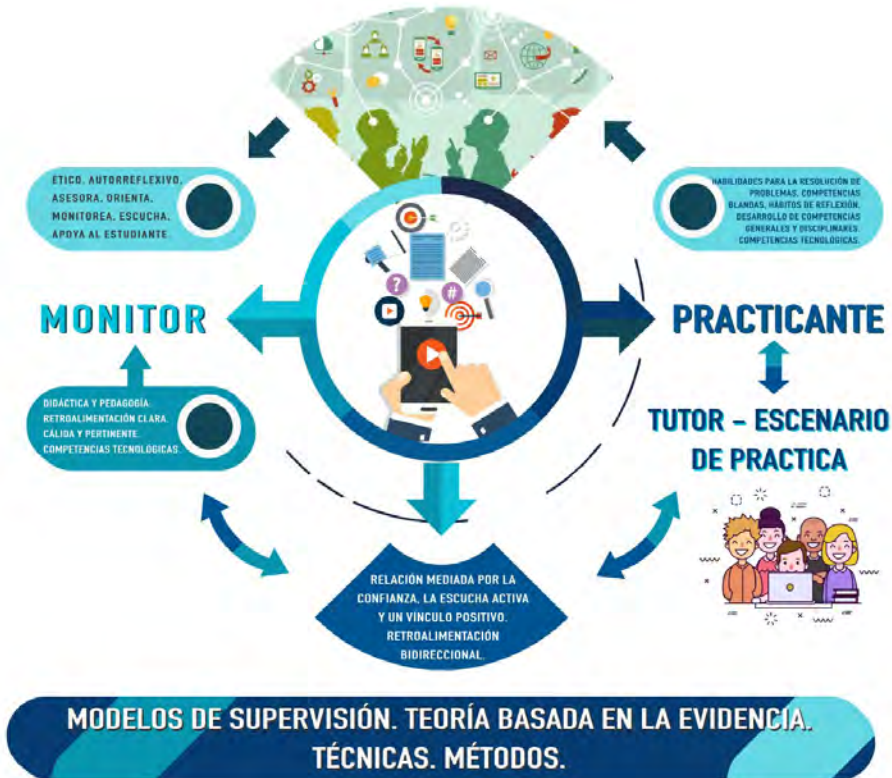 ETICO. AUTORREFLEXIVO.
ASESORA. ORIENTA.
MONITOREA. ESCUCHA.
APOYA AL ESTUDIANTE.
HABILIDADES PARA LA RESOLUCIÓN DE
PROBLEMAS. COMPETENCIAS
BLANDAS, HÁBITOS DE REFLEXIÓN.
DESARROLLO DE COMPETENCIAS
GENERALES Y DISCIPLINARES.
COMPETENCIAS TECNOLÓGICAS.
?
#
MONITOR
PRACTICANTE
DIDÁCTICA Y PEDAGOGÍA.
RETROALIMENTACIÓN CLARA.
CÁLIDA Y PERTINENTE.
COMPETENCIAS TECNOLÓGICAS.
TUTOR - ESCENARIO
DE PRACTICA
RELACIÓN MEDIADA POR LA
CONFIANZA, LA ESCUCHA ACTIVA
Y UN VÍNCULO POSITIVO.
RETROALIMENTACIÓN
BIDIRECCIONAL.
MODELOS DE SUPERVISIÓN. TEORÍA BASADA EN LA EVIDENCIA.
TÉCNICAS. MÉTODOS.